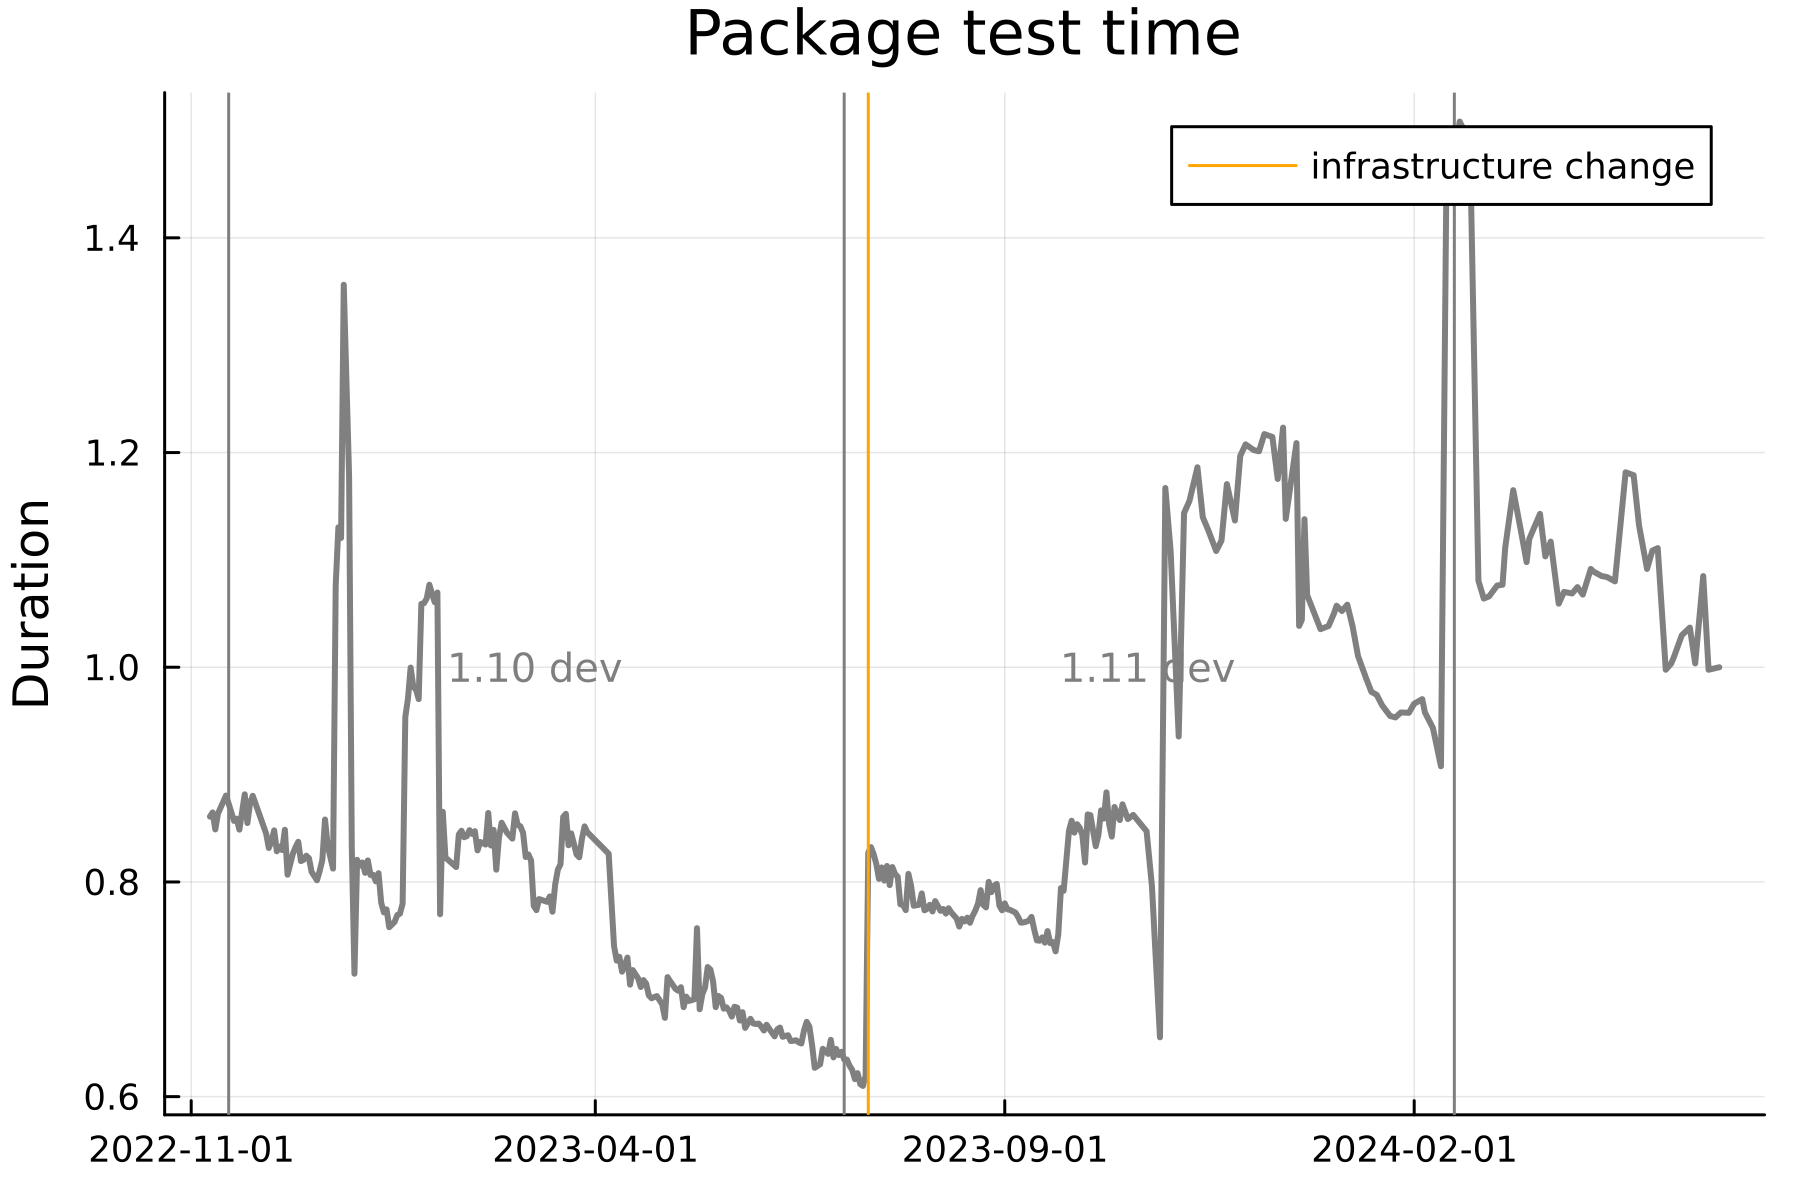 Package test time
infrastructure change
1.4
1.2
1.0
0.8
0.6
Duration
1.10 dev
1.11 dev
2022-11-01
2023-04-01
2023-09-01
2024-02-01